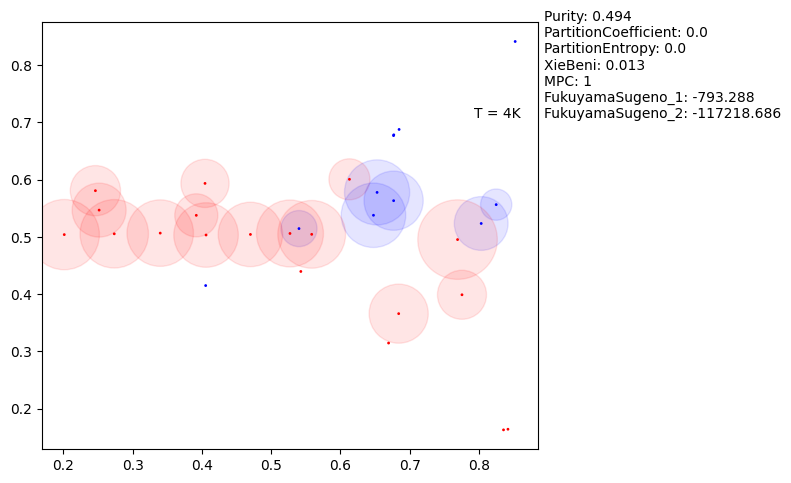 Purity: 0.494
PartitionCoefficient: 0.0
PartitionEntropy: 0.0
XieBeni: 0.013
MPC: 1
FukuyamaSugeno_1: -793.288
FukuyamaSugeno_2: -117218.686
T = 4K
0.8
0.7
0.6
0.5
0.4
0.3
0.2
0.2 0.3 0.4 0.5 0.6 0.7 0.8